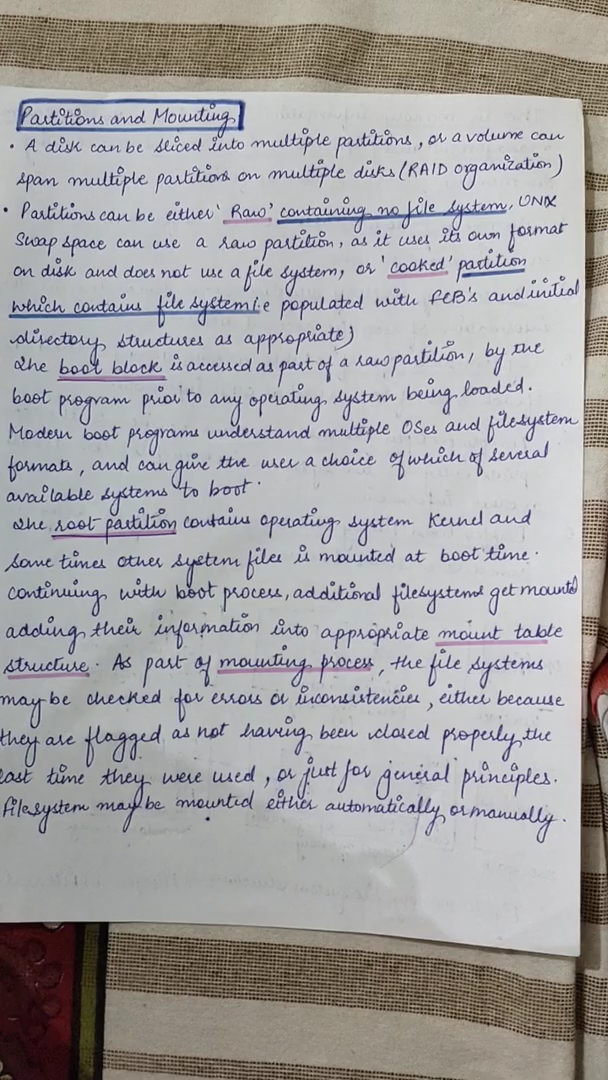 Partitions and Mounting
• A disk can be sliced into multiple partitions, or a volume can
span multiple partitions on multiple disks (RAID organization)
• Partitions can be either 'Raw' containing no file system, UNIX
Swap space can use a raw partition, as it uses its own format
on disk and does not use a file system, or 'cooked' partition
which contains file system i.e populated with FCB's and initial
directory structures as appropriate)
The boot block is accessed as part of a raw partition, by the
boot program prior to any operating system being loaded.
Modern boot programs understand multiple OSes and filesystem
formats, and can give the user a choice of which of several
available systems to boot.
The root partition contains operating system Kernel and
some times other system files is mounted at boot time.
continuing with boot process, additional filesystems get mounted
adding their information into appropriate mount table
structure. As part of mounting process, the file systems
may be checked for errors or inconsistencies, either because
they are flagged as not having been closed properly the
last time they were used, or just for general principles.
filesystem may be mounted either automatically or manually.